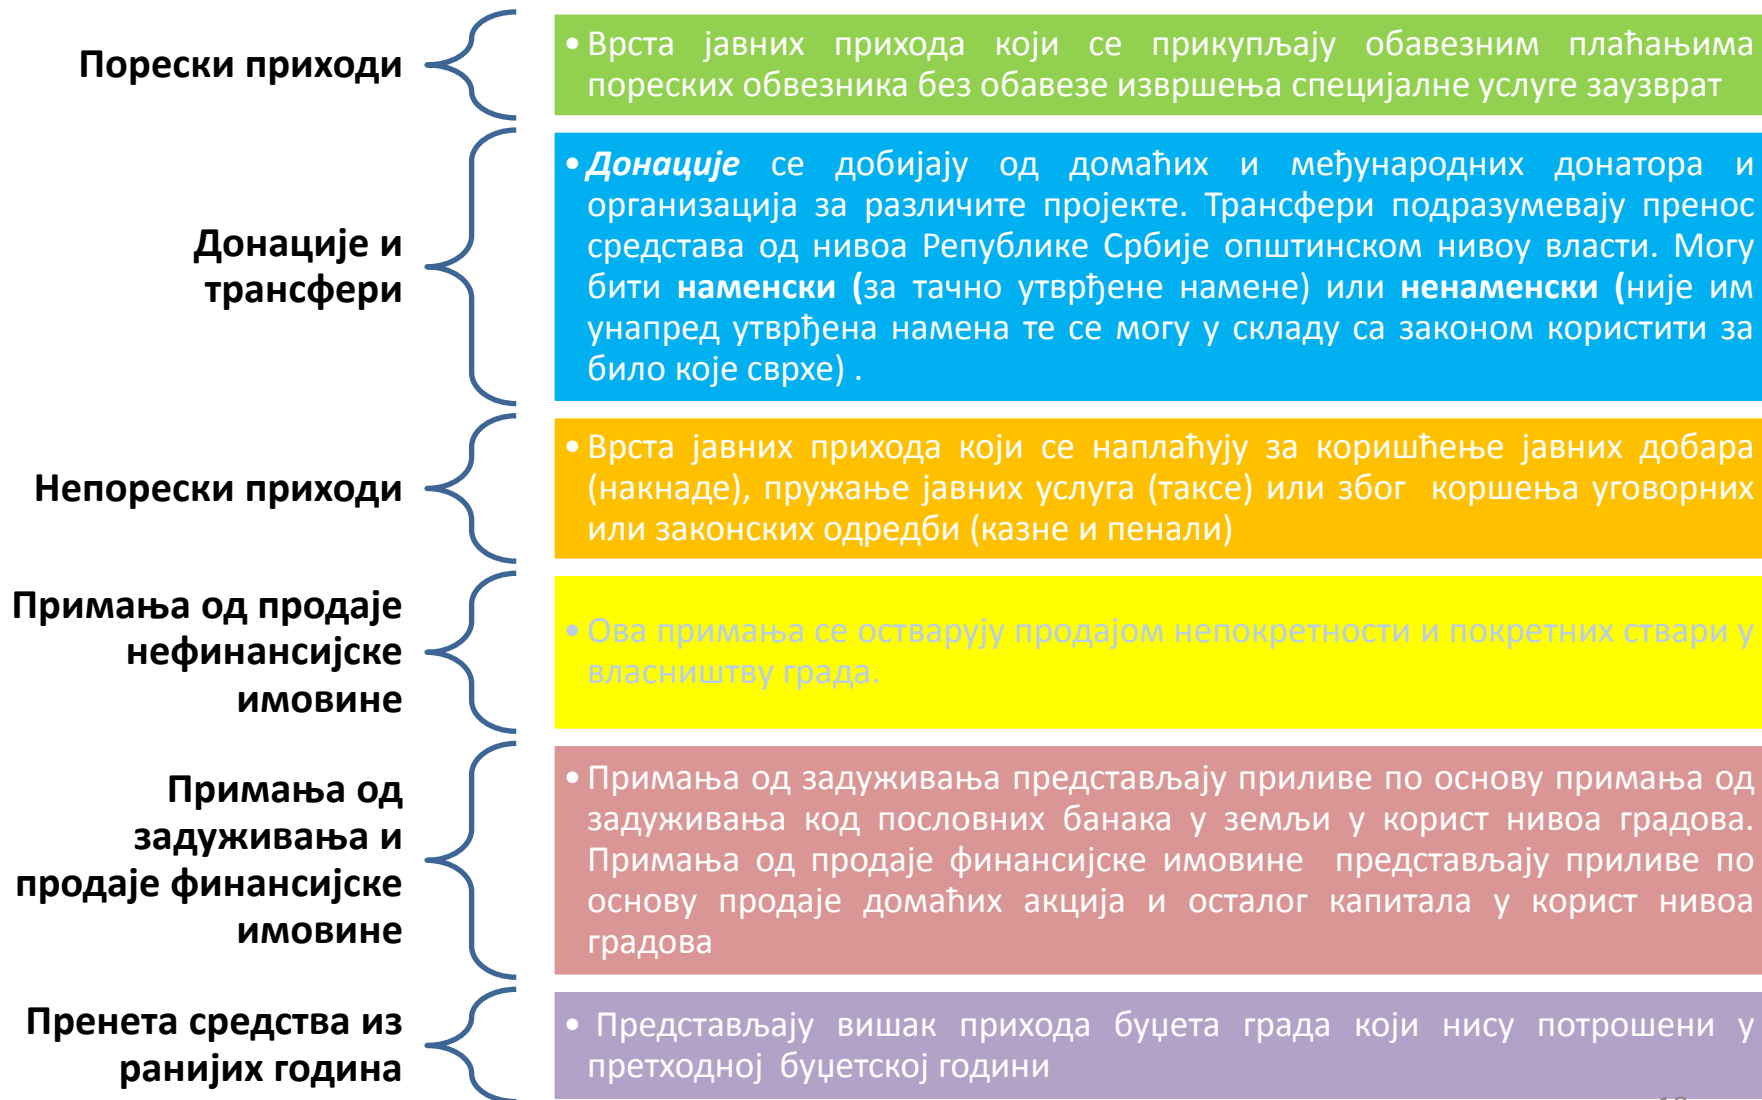 Порески приходи
• Врста јавних прихода који се прикупљају обавезним плаћањима
пореских обвезника без обавезе извршења специјалне услуге заузврат
Донације и
трансфери
• Донације се добијају од домаћих и међународних донатора и
организација за различите пројекте. Трансфери подразумевају пренос
средстава од нивоа Републике Србије општинском нивоу власти. Могу
бити наменски (за тачно утврђене намене) или ненаменски (није им
унапред утврђена намена те се могу у складу са законом користити за
било које сврхе) .
Непорески приходи
• Врста јавних прихода који се наплаћују за коришћење јавних добара
(накнаде), пружање јавних услуга (таксе) или због коршења уговорних
или законских одредби (казне и пенали)
Примања од продаје
нефинансијске
имовине
• Ова примања се остварују продајом непокретности и покретних ствари у
власништву града.
Примања од
задуживања и
продаје финансијске
имовине
• Примања од задуживања представљају приливе по основу примања од
задуживања код пословних банака у земљи у корист нивоа градова.
Примања од продаје финансијске имовине представљају приливе по
основу продаје домаћих акција и осталог капитала у корист нивоа
градова
Пренета средства из
ранијих година
• Представљају вишак прихода буџета града који нису потрошени у
претходној буџетској години